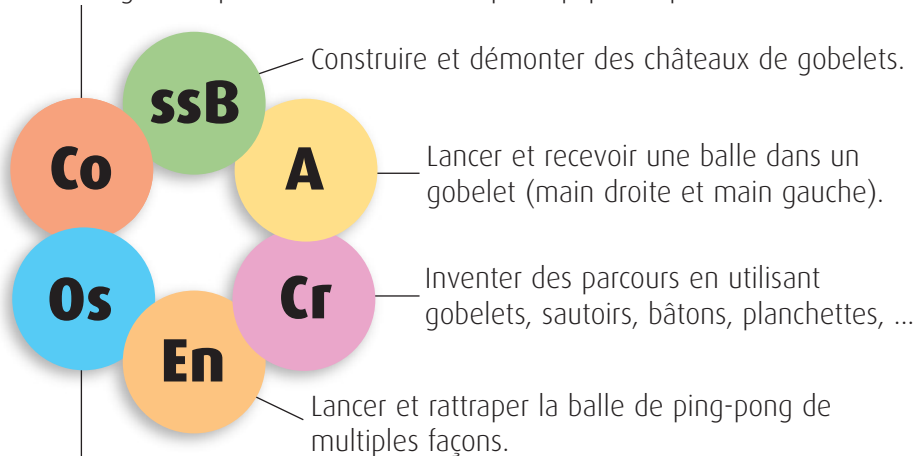 ssB
Construire et démonter des châteaux de gobelets.
Co
A
Lancer et recevoir une balle dans un
gobelet (main droite et main gauche).
Os
Cr
Inventer des parcours en utilisant
gobelets, sautoirs, bâtons, planchettes, ...
En
Lancer et rattraper la balle de ping-pong de
multiples façons.